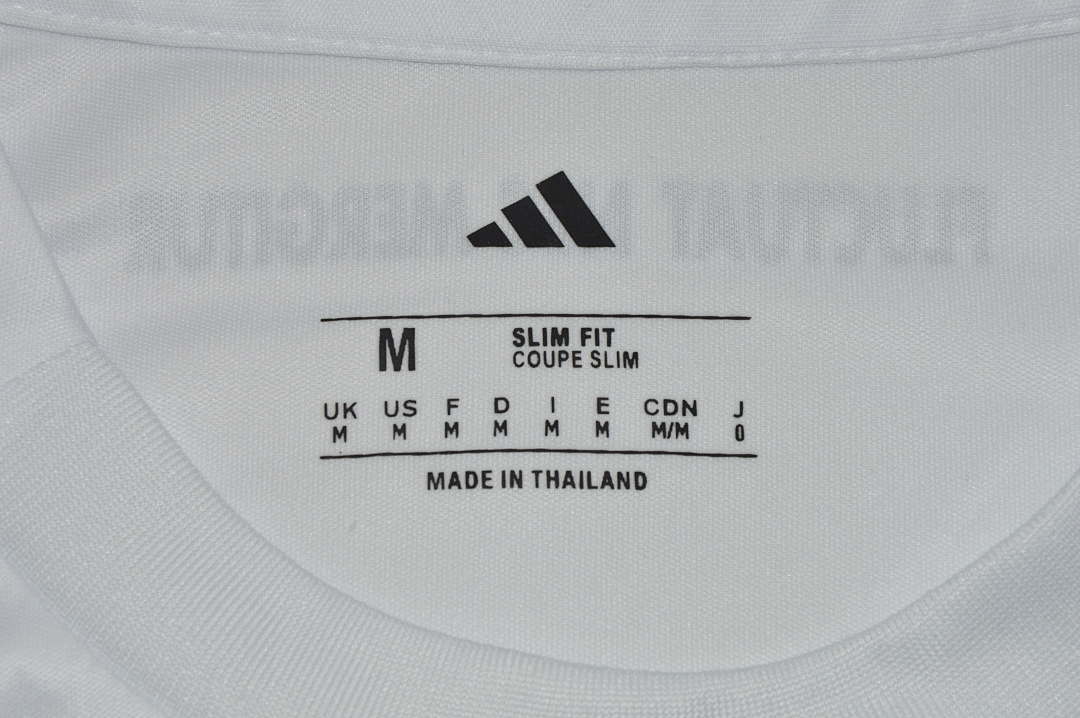 M SLIM FIT
COUPE SLIM
UK US F D I E CDN J
M M M M M M M/M O
MADE IN THAILAND